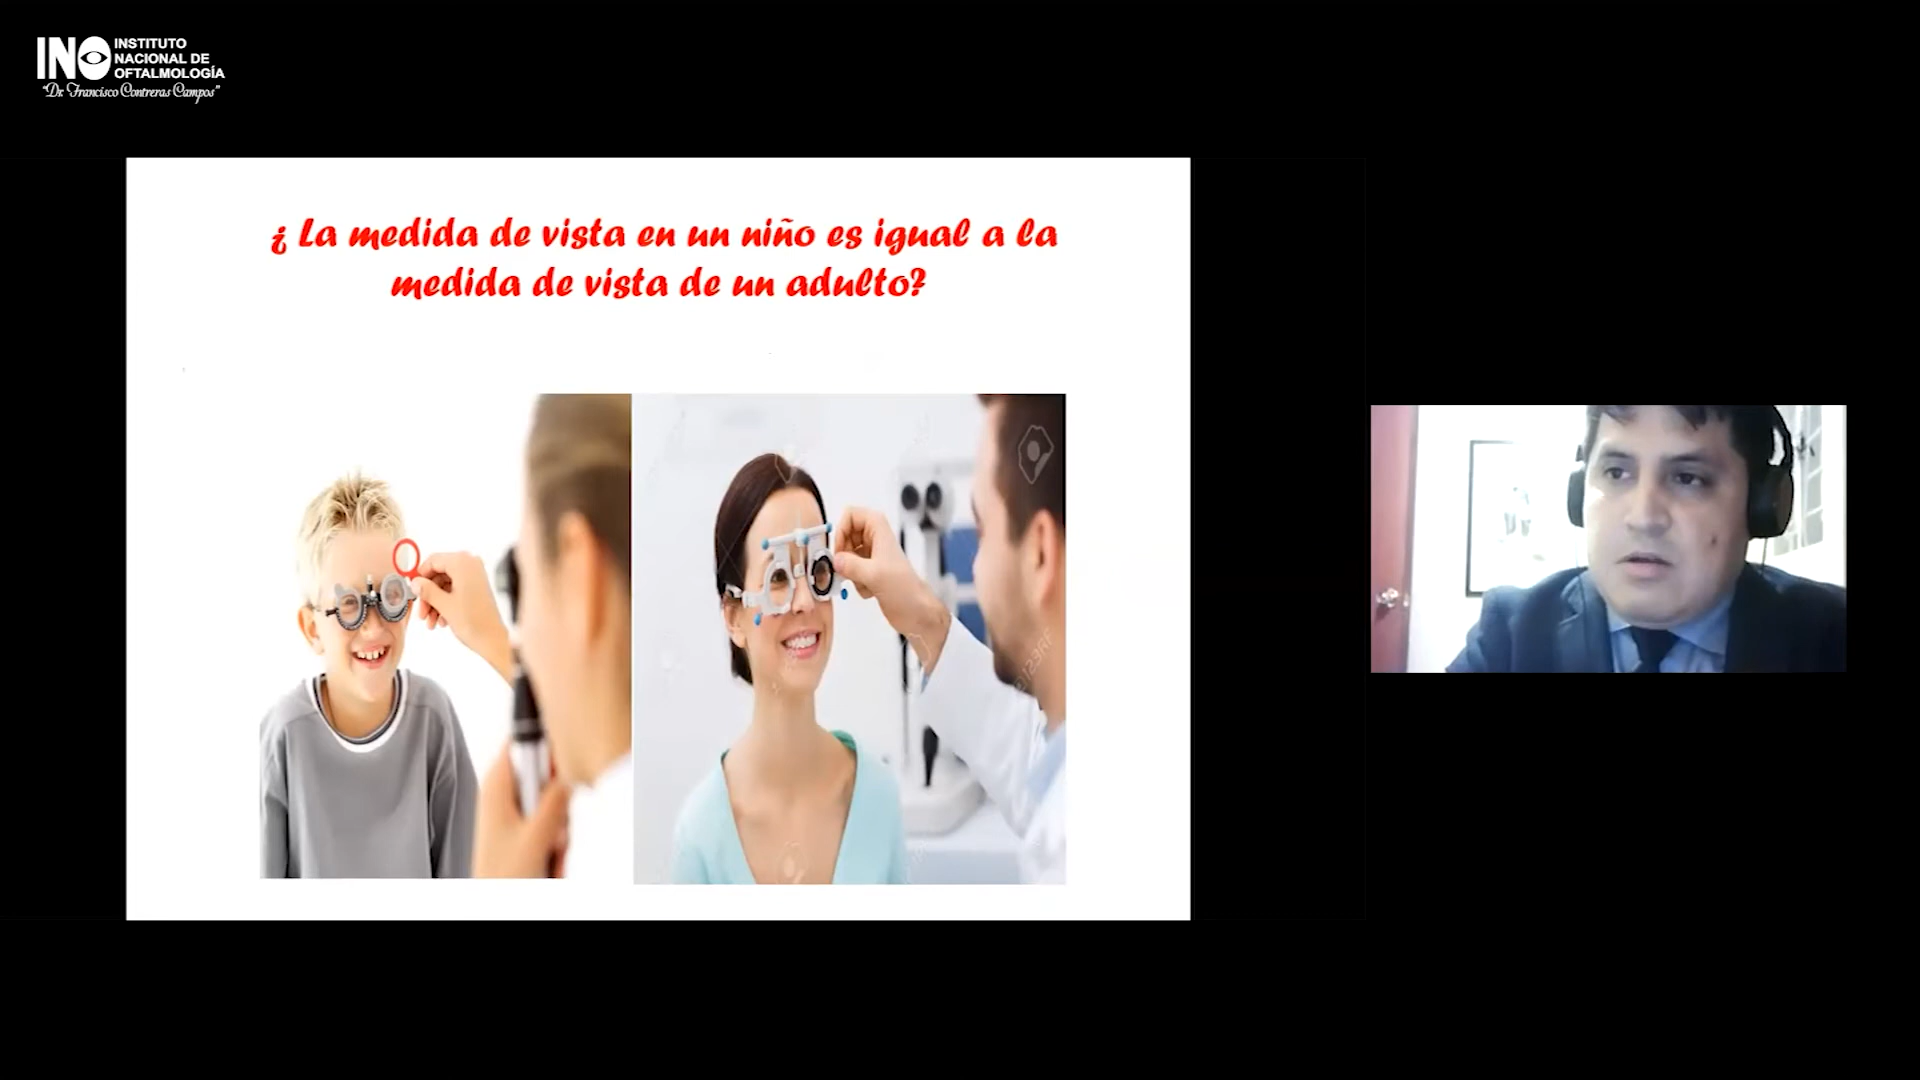 INO INSTITUTO
NACIONAL DE
OFTALMOLOGÍA
"Dr. Francisco Contreras Campos"
¿ La medida de vista en un niño es igual a la
medida de vista de un adulto?
123RF